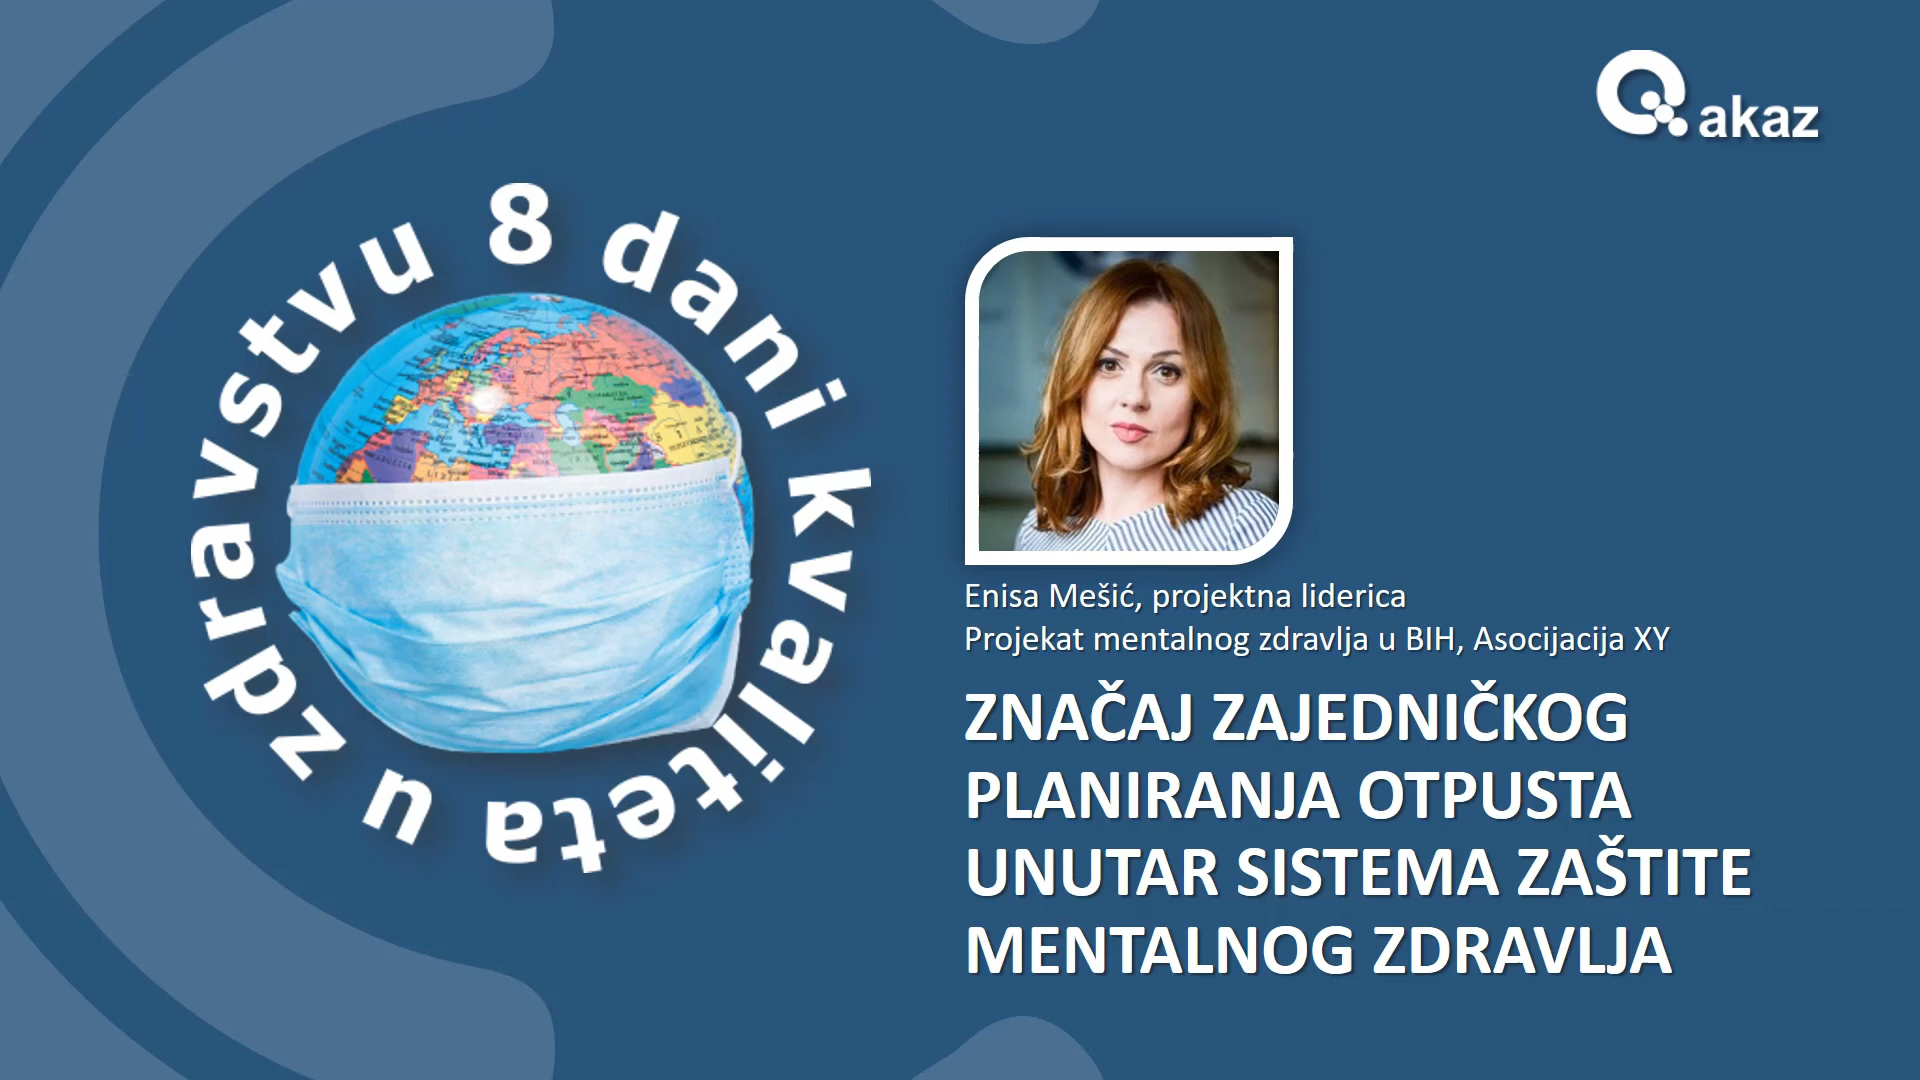 8 dani kvaliteta u zdravstvu
akaz
Enisa Mešić, projektna liderica
Projekat mentalnog zdravlja u BIH, Asocijacija XY
ZNAČAJ ZAJEDNIČKOG
PLANIRANJA OTPUSTA
UNUTAR SISTEMA ZAŠTITE
MENTALNOG ZDRAVLJA